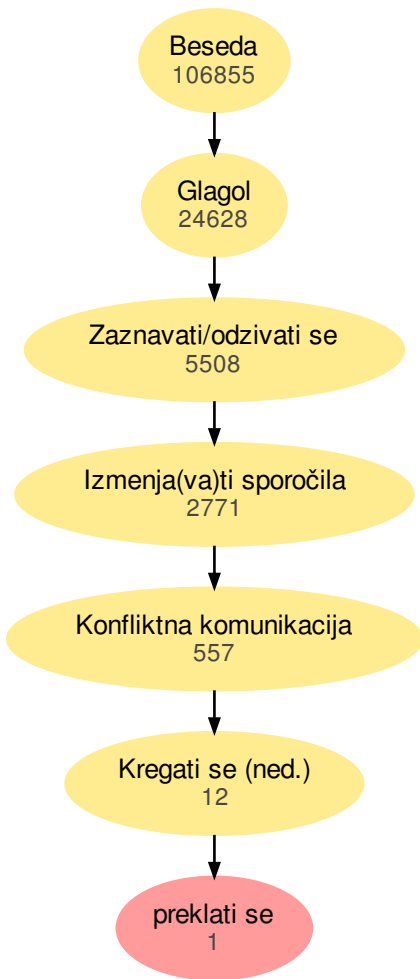 Beseda
106855
Glagol
24628
Zaznavati/odzivati se
5508
Izmenja(va)ti sporočila
2771
Konfliktna komunikacija
557
Kregati se (ned.)
12
preklati se
1